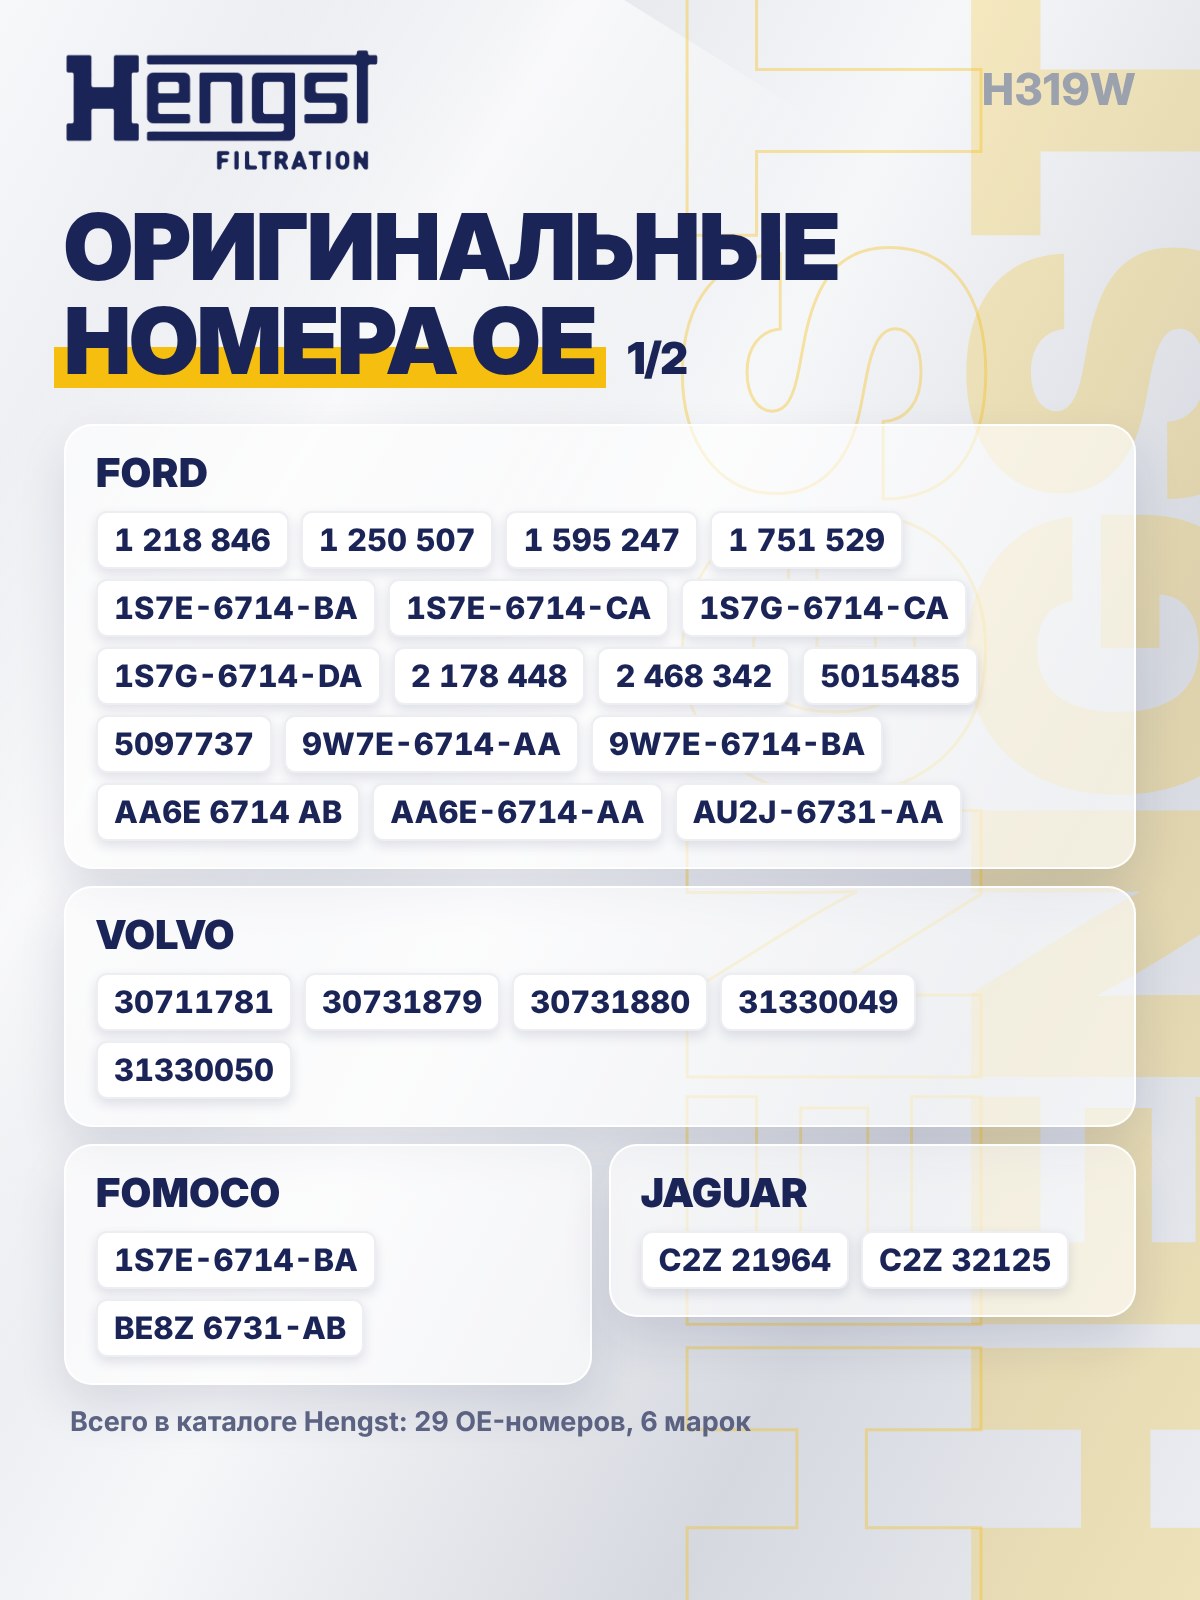 Hengst
FILTRATION
H319W
ОРИГИНАЛЬНЫЕ
НОМЕРА OE 1/2
FORD
1 218 846 1 250 507 1 595 247 1 751 529
1S7E-6714-BA 1S7E-6714-CA 1S7G-6714-CA
1S7G-6714-DA 2 178 448 2 468 342 5015485
5097737 9W7E-6714-AA 9W7E-6714-BA
AA6E 6714 AB AA6E-6714-AA AU2J-6731-AA
VOLVO
30711781 30731879 30731880 31330049
31330050
FOMOCO
1S7E-6714-BA
BE8Z 6731-AB
JAGUAR
C2Z 21964 C2Z 32125
Всего в каталоге Hengst: 29 OE-номеров, 6 марок
HENGST
HENGST